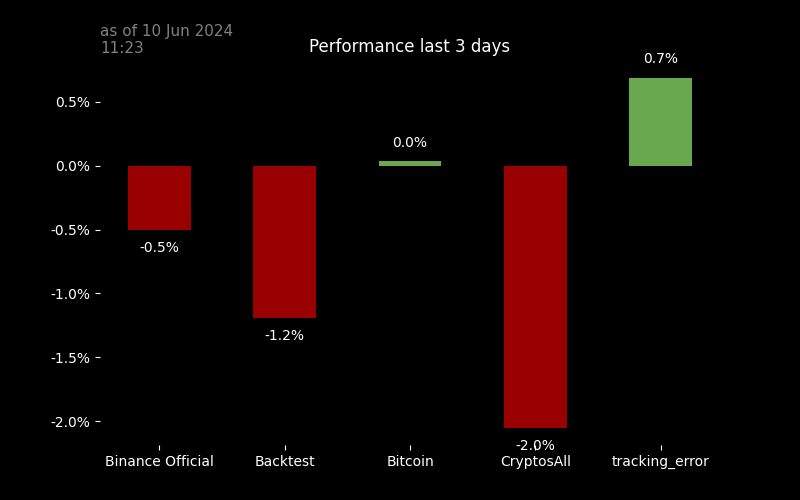 as of 10 Jun 2024
11:23
Performance last 3 days
0.7%
0.5%
0.0%
0.0%
-0.5%
-0.5%
-1.0%
-1.2%
-1.5%
-2.0%
-2.0%
Binance Official
Backtest
Bitcoin
CryptosAll
tracking_error